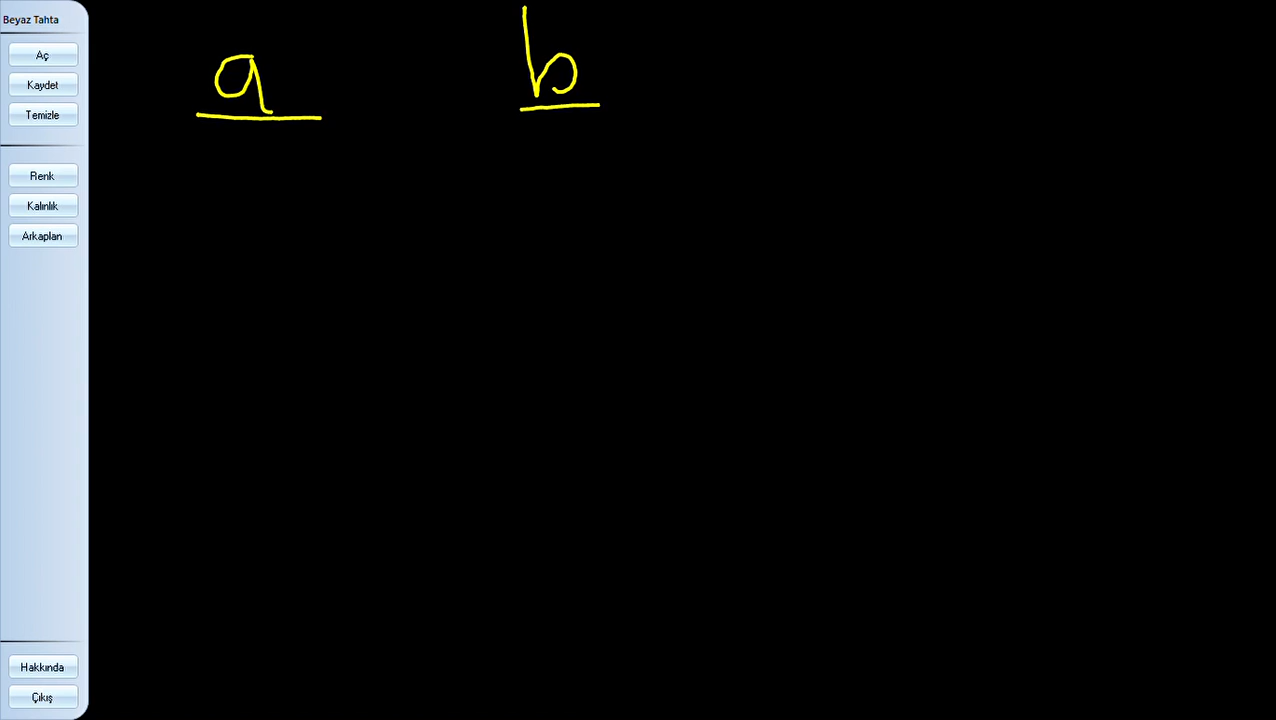 Beyaz Tahta
a b
Aç
Kaydet
Temizle
Renk
Kalınlık
Arkaplan
Hakkında
Çıkış